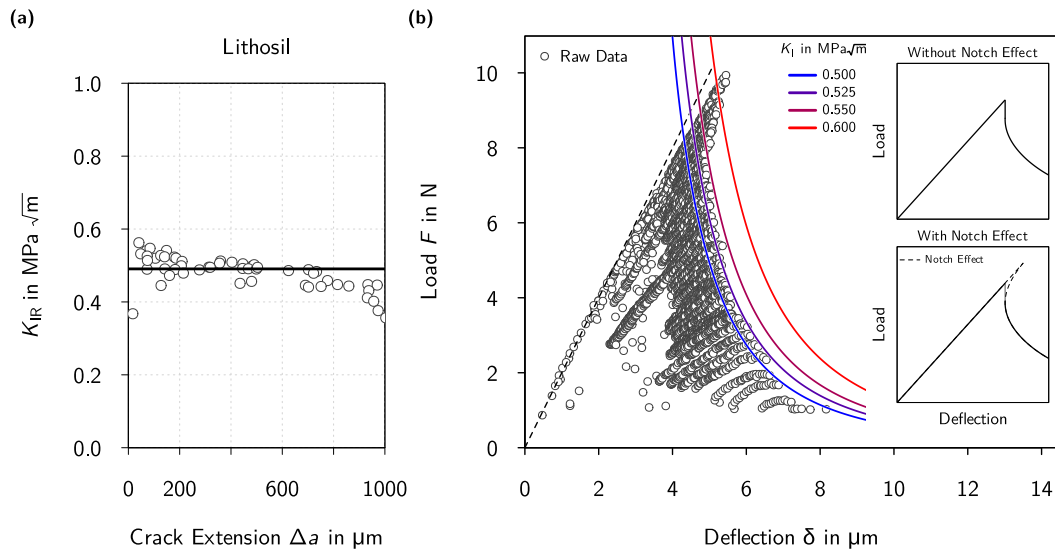 (a)
Lithosil
1.0
0.8
0.6
0.4
0.2
0.0
0 200 600 1000
K_IR in MPa √m
Crack Extension Δa in µm
(b)
Raw Data
K_I in MPa√m
0.500
0.525
0.550
0.600
10
8
6
4
2
0
0 2 4 6 8 10 12 14
Load F in N
Deflection δ in µm
Without Notch Effect
Load
With Notch Effect
Notch Effect
Load
Deflection